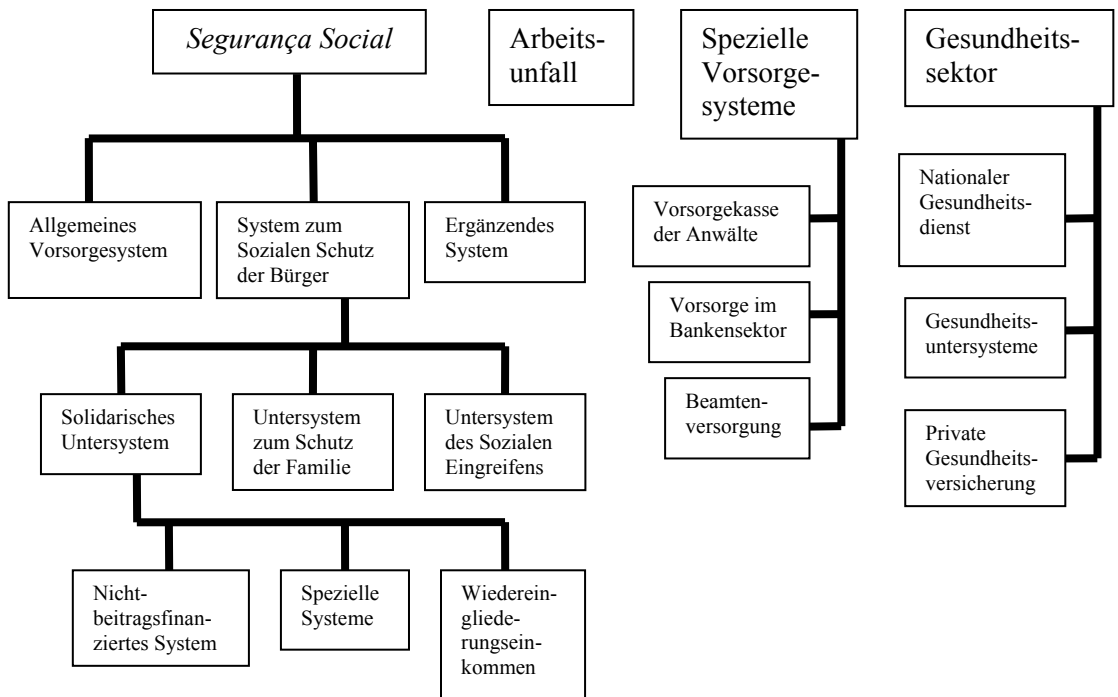 Segurança Social
Arbeits-
unfall
Spezielle
Vorsorge-
systeme
Gesundheits-
sektor
Allgemeines
Vorsorgesystem
System zum
Sozialen Schutz
der Bürger
Ergänzendes
System
Vorsorgekasse
der Anwälte
Nationaler
Gesundheits-
dienst
Vorsorge im
Bankensektor
Gesundheits-
untersysteme
Solidarisches
Untersystem
Untersystem
zum Schutz
der Familie
Untersystem
des Sozialen
Eingreifens
Beamten-
versorgung
Private
Gesundheits-
versicherung
Nicht-
beitragsfinan-
ziertes System
Spezielle
Systeme
Wiederein-
gliede-
rungsein-
kommen